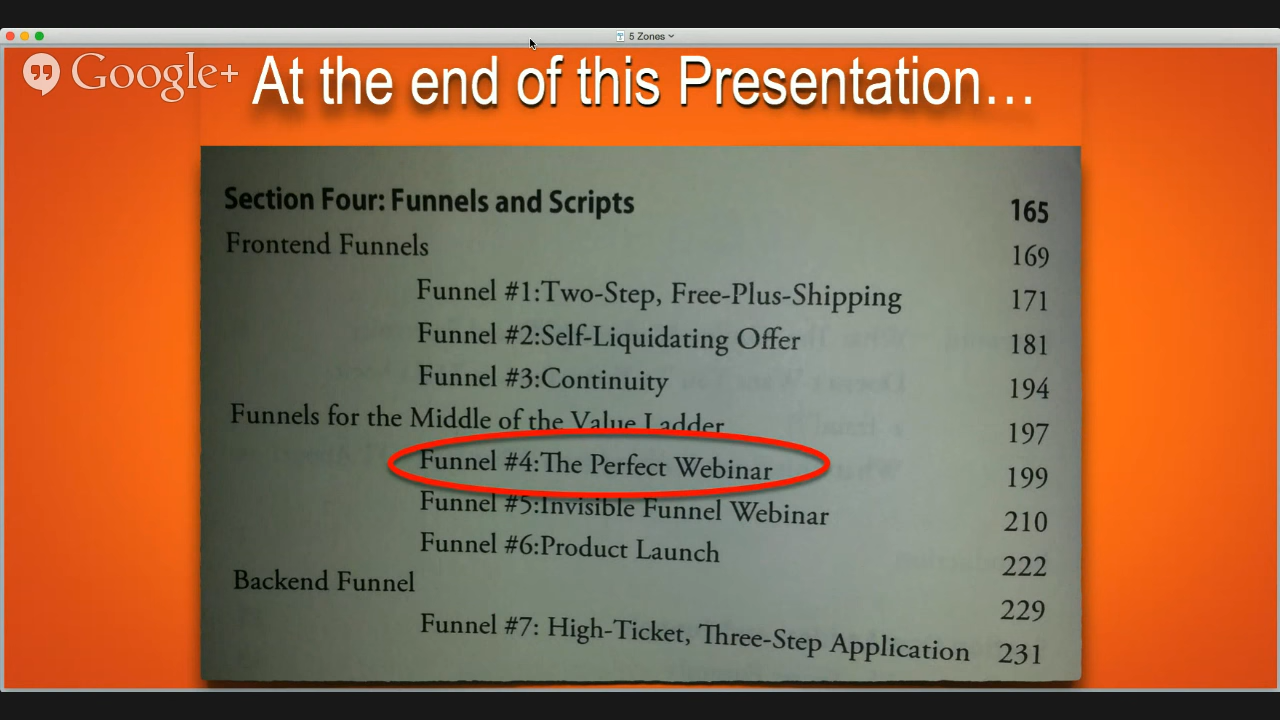 5 Zones
Google+
At the end of this Presentation…
Section Four: Funnels and Scripts 165
Frontend Funnels 169
Funnel #1:Two-Step, Free-Plus-Shipping 171
Funnel #2:Self-Liquidating Offer 181
Funnel #3:Continuity 194
Funnels for the Middle of the Value Ladder 197
Funnel #4:The Perfect Webinar 199
Funnel #5:Invisible Funnel Webinar 210
Funnel #6:Product Launch 222
Backend Funnel 229
Funnel #7: High-Ticket, Three-Step Application 231